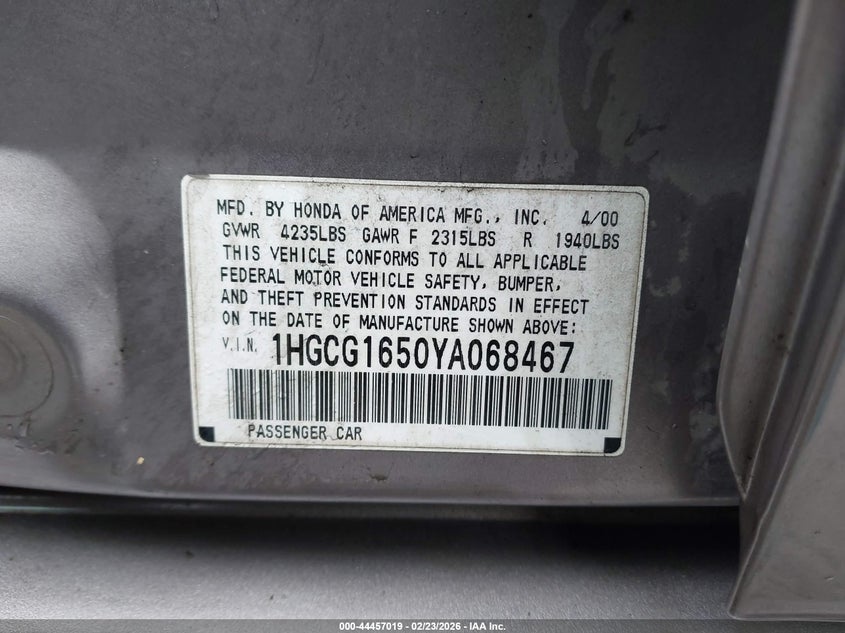 MFD. BY HONDA OF AMERICA MFG., INC. 4/00
GVWR 4235LBS GAWR F 2315LBS R 1940LBS
THIS VEHICLE CONFORMS TO ALL APPLICABLE
FEDERAL MOTOR VEHICLE SAFETY, BUMPER,
AND THEFT PREVENTION STANDARDS IN EFFECT
ON THE DATE OF MANUFACTURE SHOWN ABOVE:
V.I.N. 1HGCG1650YA068467
PASSENGER CAR
000-44457019 - 02/23/2026 - IAA Inc.